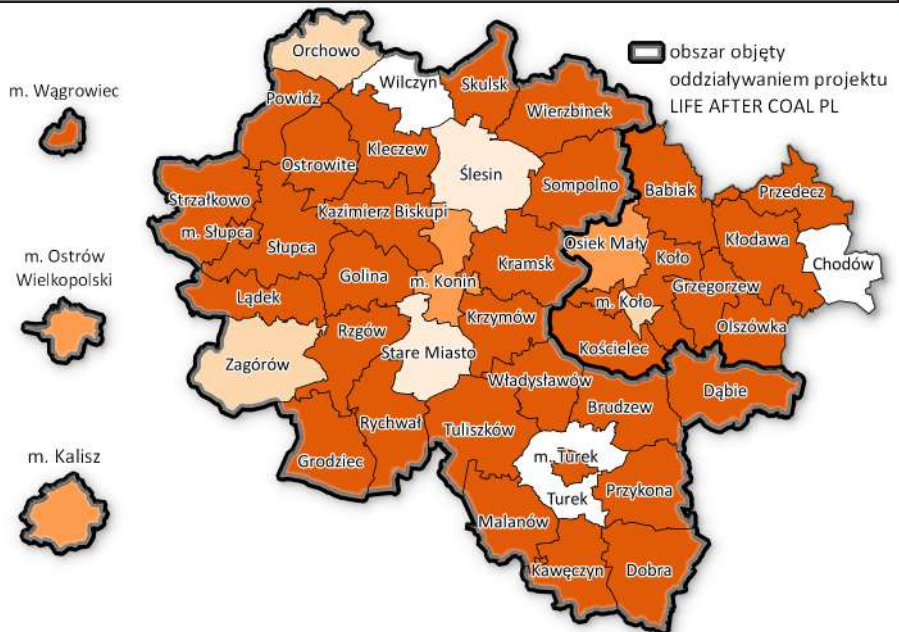 Orchowo
obszar objęty
oddziaływaniem projektu
LIFE AFTER COAL PL
Wilczyn
Skulsk
m. Wągrowiec
Powidz
Wierzbinek
Kleczew
Ostrowite
Ślesin
Sompolno
Babiak
Przedecz
Strzałkowo
Kazimierz Biskupi
m. Słupca
Słupca
Osiek Mały
Kłodawa
Koło
Chodów
m. Ostrów
Wielkopolski
Golina
m. Konin
Kramsk
Grzegorzew
Lądek
m. Koło
Krzymów
Olszówka
Rzgów
Stare Miasto
Kościelec
Zagórów
Władysławów
Dąbie
Brudzew
Rychwał
Tuliszków
m. Kalisz
Grodziec
m. Turek
Przykona
Turek
Malanów
Kawęczyn
Dobra